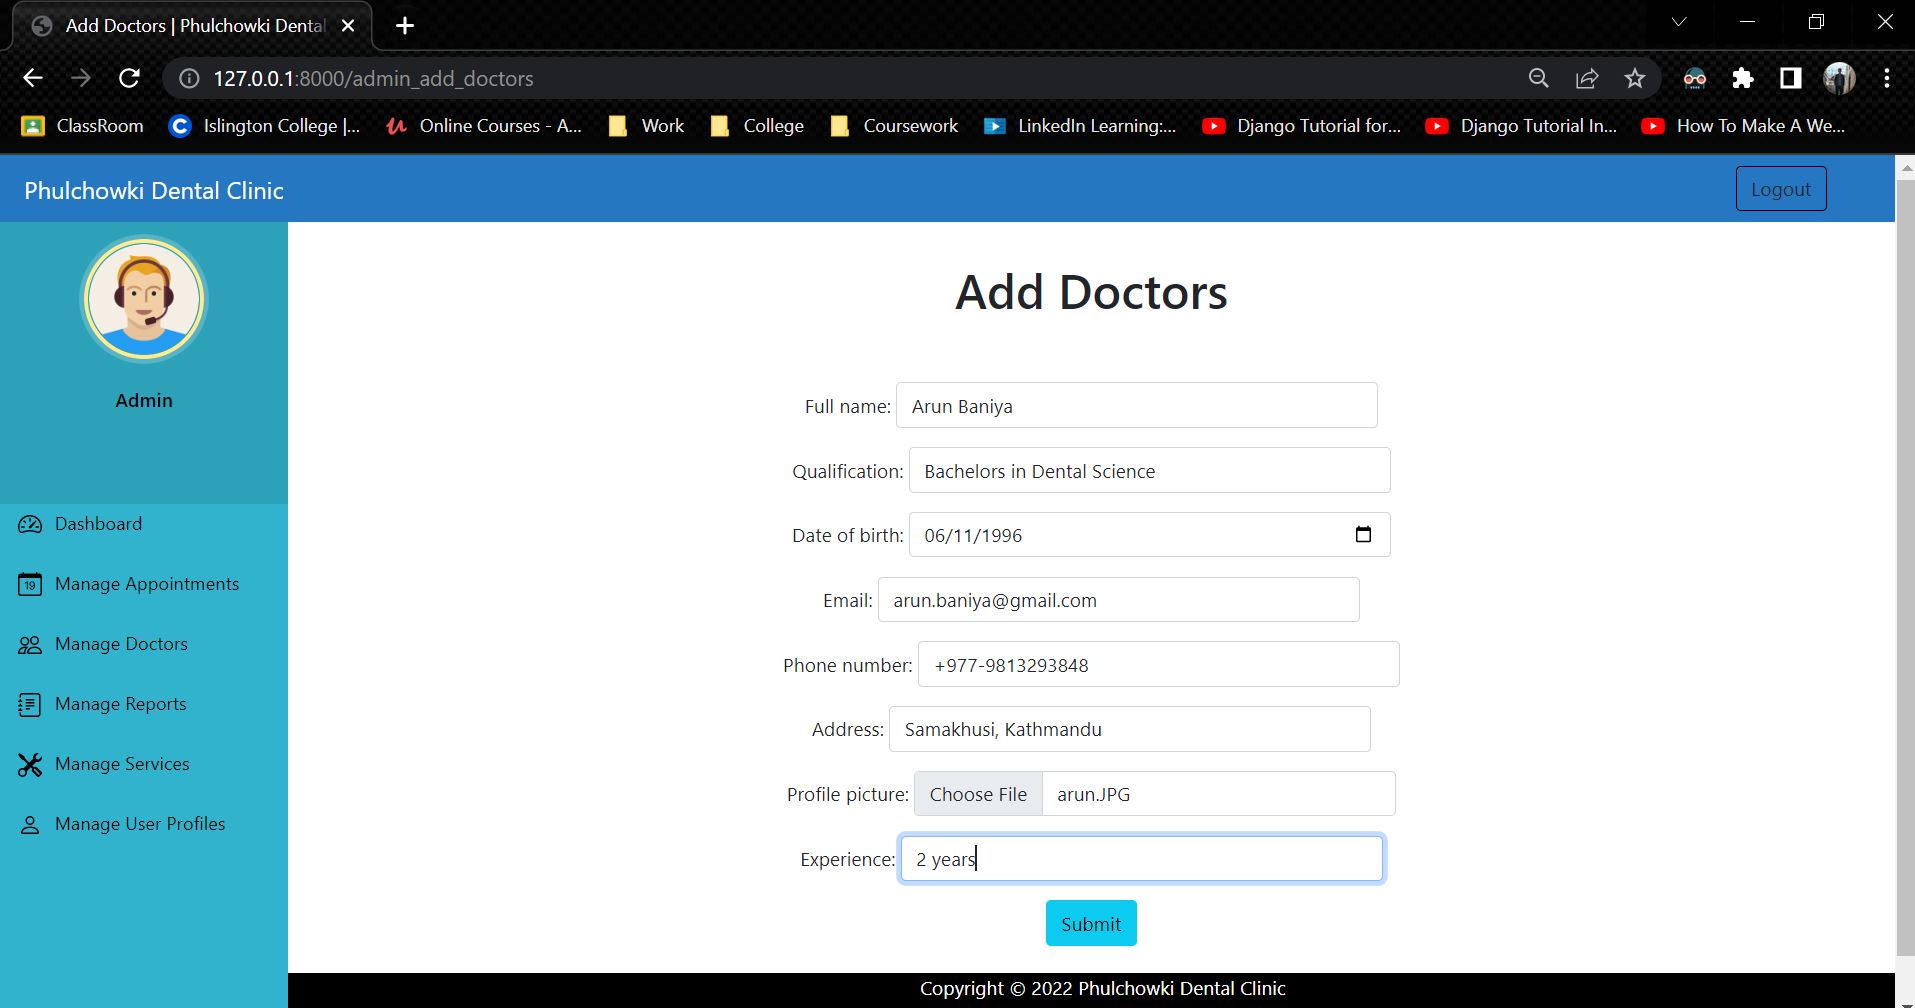 Add Doctors | Phulchowki Dental
127.0.0.1:8000/admin_add_doctors
ClassRoom Islington College |... Online Courses - A... Work College Coursework LinkedIn Learning:... Django Tutorial for... Django Tutorial In... How To Make A We...
Phulchowki Dental Clinic Logout
Admin
Dashboard
19 Manage Appointments
Manage Doctors
Manage Reports
Manage Services
Manage User Profiles
Add Doctors
Full name: Arun Baniya
Qualification: Bachelors in Dental Science
Date of birth: 06/11/1996
Email: arun.baniya@gmail.com
Phone number: +977-9813293848
Address: Samakhusi, Kathmandu
Profile picture: Choose File arun.JPG
Experience: 2 years
Submit
Copyright © 2022 Phulchowki Dental Clinic